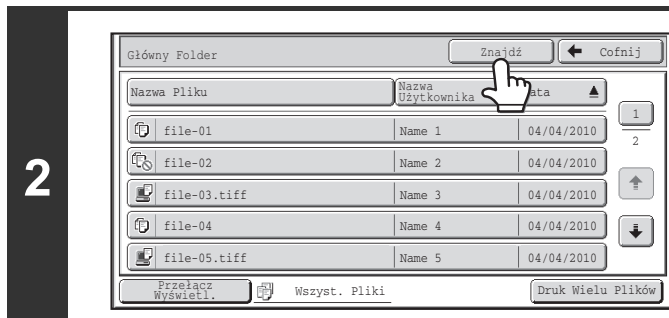 2
Główny Folder
Znajdź
Cofnij
Nazwa Pliku
Nazwa
Użytkownika
ata
file-01 Name 1 04/04/2010
file-02 Name 2 04/04/2010
file-03.tiff Name 3 04/04/2010
file-04 Name 4 04/04/2010
file-05.tiff Name 5 04/04/2010
1
2
Przełącz
Wyświetl.
Wszyst. Pliki
Druk Wielu Plików